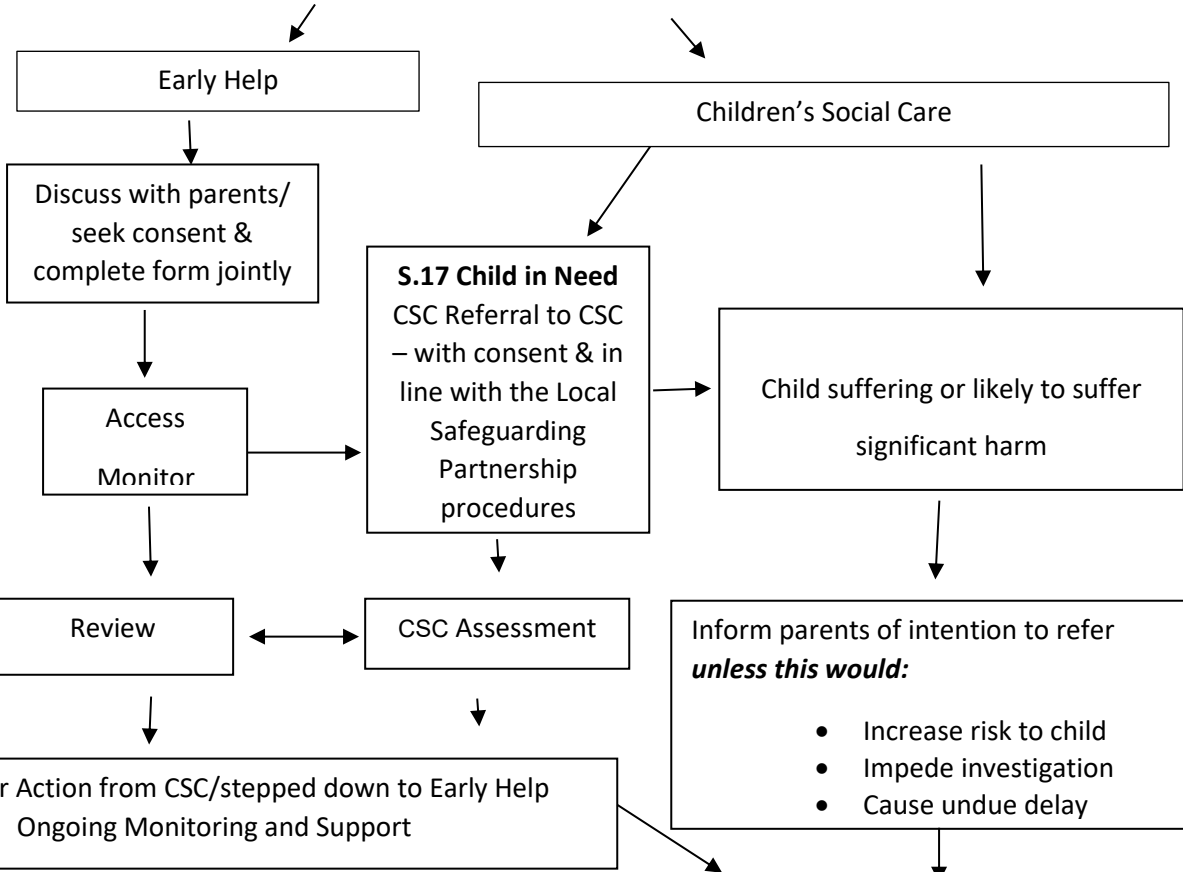 Early Help
Children's Social Care
Discuss with parents/
seek consent &
complete form jointly
S.17 Child in Need
CSC Referral to CSC
– with consent & in
line with the Local
Safeguarding
Partnership
procedures
Child suffering or likely to suffer
significant harm
Access
Monitor
Review
CSC Assessment
Inform parents of intention to refer
unless this would:
• Increase risk to child
• Impede investigation
• Cause undue delay
r Action from CSC/stepped down to Early Help
Ongoing Monitoring and Support